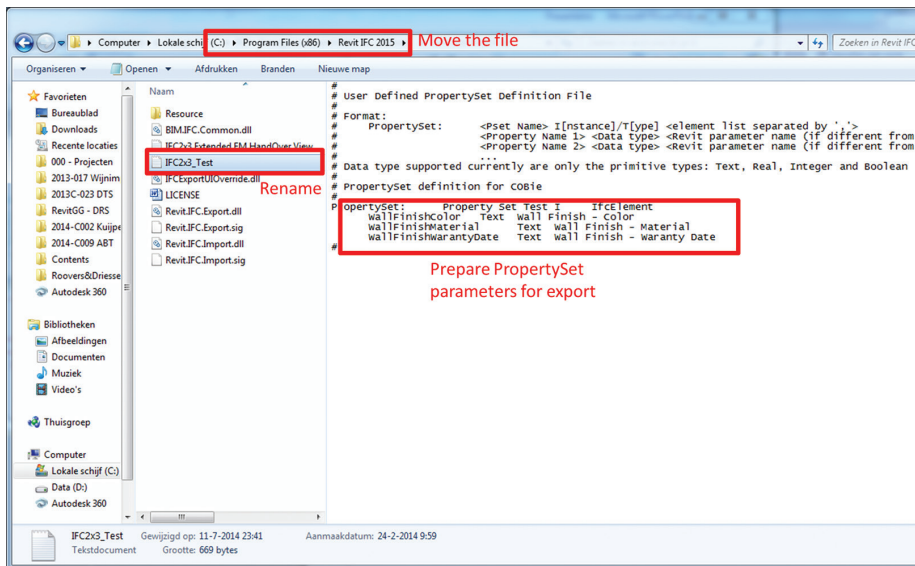 Computer ▸ Lokale schijf (C:) ▸ Program Files (x86) ▸ Revit IFC 2015 ▸
Move the file
Zoeken in Revit IFC
Organiseren
Openen
Afdrukken
Branden
Nieuwe map
Favorieten
Bureaublad
Downloads
Recente locaties
000 - Projecten
2013-017 Wijnim
2013C-023 DTS
RevitGG - DRS
2014-C002 Kuijpe
2014-C009 ABT
Contents
Roovers&Driesse
Autodesk 360
Bibliotheken
Afbeeldingen
Documenten
Muziek
Video's
Thuisgroep
Computer
Lokale schijf (C:)
Data (D:)
Autodesk 360
Naam
Resource
BIM.IFC.Common.dll
IFC2x3 Extended FM HandOver View
IFC2x3_Test
IFCExportUIOverride.dll
Rename
LICENSE
Revit.IFC.Export.dll
Revit.IFC.Export.sig
Revit.IFC.Import.dll
Revit.IFC.Import.sig
#
# User Defined PropertySet Definition File
#
# Format:
# PropertySet: <Pset Name> I[nstance]/T[ype] <element list separated by ','>
# <Property Name 1> <Data type> <Revit parameter name (if different from
# <Property Name 2> <Data type> <Revit parameter name (if different from
# ...
# Data type supported currently are only the primitive types: Text, Real, Integer and Boolean
#
# PropertySet definition for COBie
#
PropertySet: Property Set Test I IfcElement
WallFinishColor Text Wall Finish - Color
WallFinishMaterial Text Wall Finish - Material
WallFinishWarantyDate Text Wall Finish - Waranty Date
#
Prepare PropertySet
parameters for export
IFC2x3_Test Gewijzigd op: 11-7-2014 23:41 Aanmaakdatum: 24-2-2014 9:59
Tekstdocument Grootte: 669 bytes